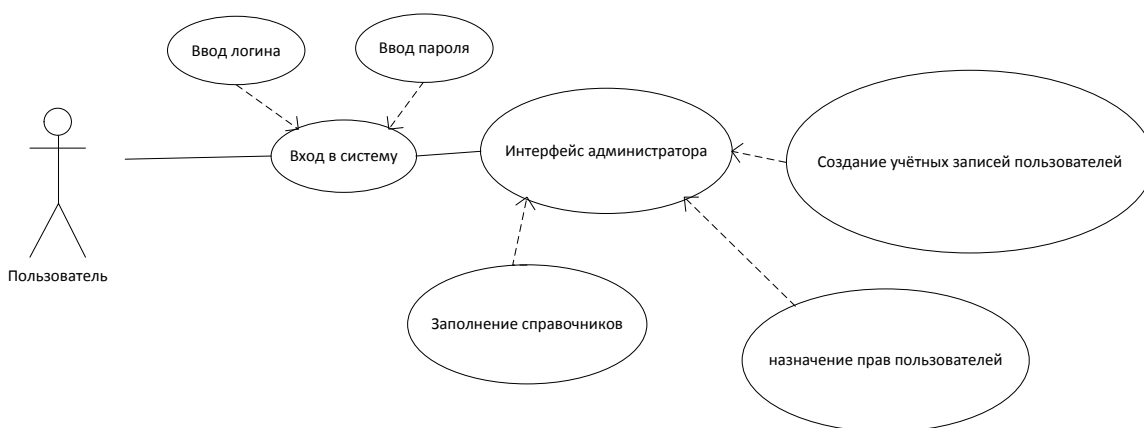 Ввод логина
Ввод пароля
Вход в систему
Интерфейс администратора
Создание учётных записей пользователей
Пользователь
Заполнение справочников
назначение прав пользователей